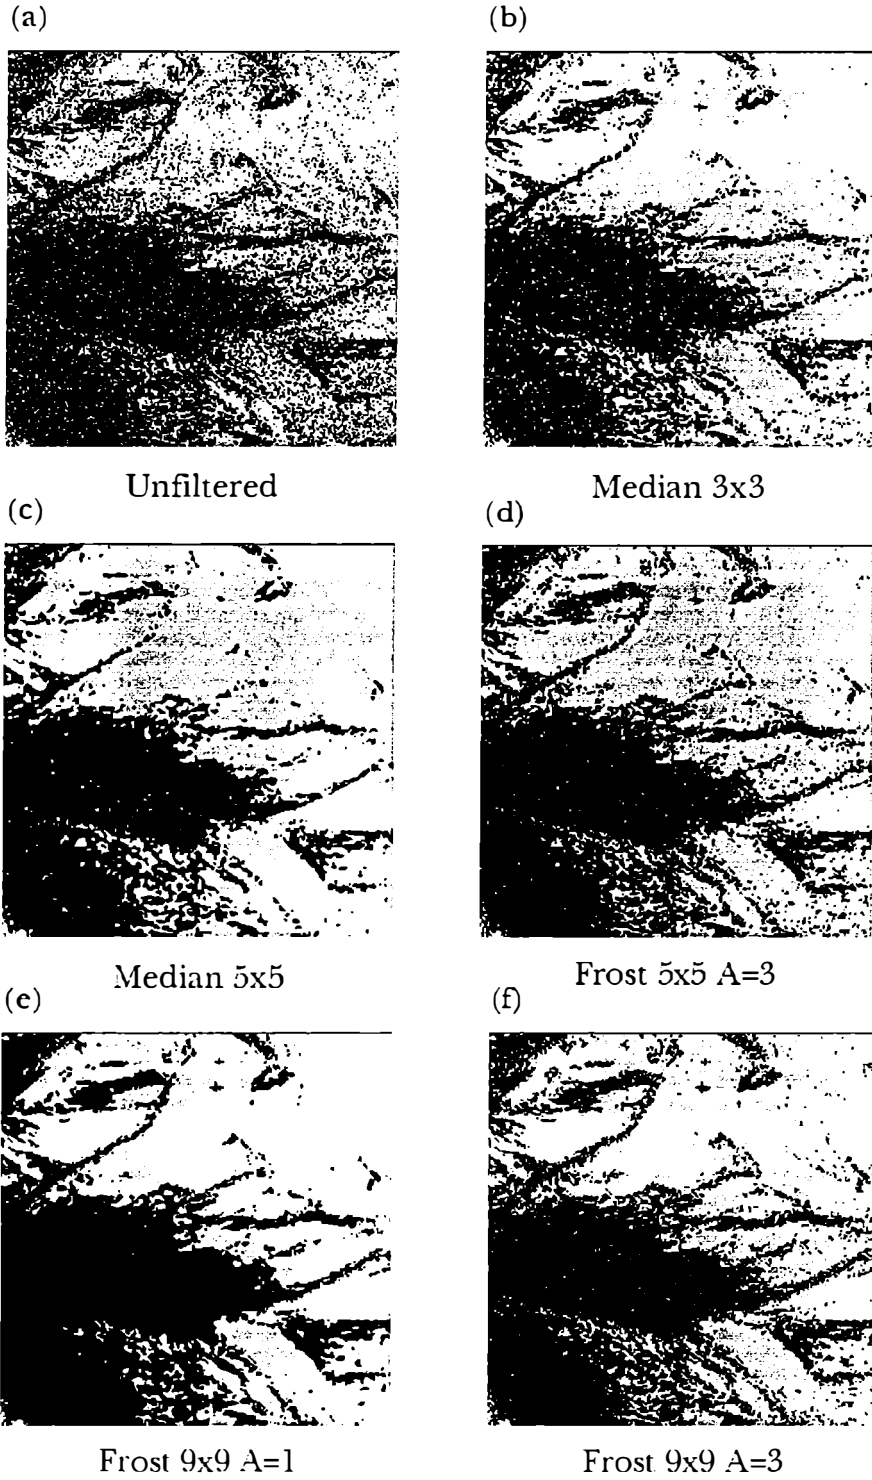 (a)
(b)
Unfiltered
Median 3x3
(c)
(d)
Median 5x5
Frost 5x5 A=3
(e)
(f)
Frost 9x9 A=1
Frost 9x9 A=3